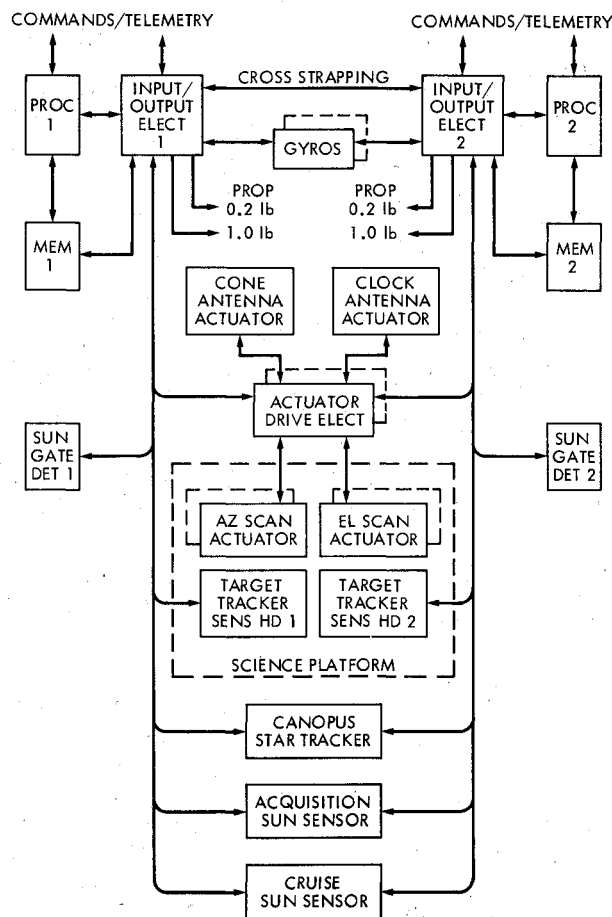 COMMANDS/TELEMETRY
COMMANDS/TELEMETRY
PROC
1
INPUT/
OUTPUT
ELECT
1
CROSS STRAPPING
GYROS
INPUT/
OUTPUT
ELECT
2
PROC
2
PROP
0.2 lb
1.0 lb
PROP
0.2 lb
1.0 lb
MEM
1
MEM
2
CONE
ANTENNA
ACTUATOR
CLOCK
ANTENNA
ACTUATOR
ACTUATOR
DRIVE ELECT
SUN
GATE
DET 1
SUN
GATE
DET 2
AZ SCAN
ACTUATOR
EL SCAN
ACTUATOR
TARGET
TRACKER
SENS HD 1
TARGET
TRACKER
SENS HD 2
SCIENCE PLATFORM
CANOPUS
STAR TRACKER
ACQUISITION
SUN SENSOR
CRUISE
SUN SENSOR